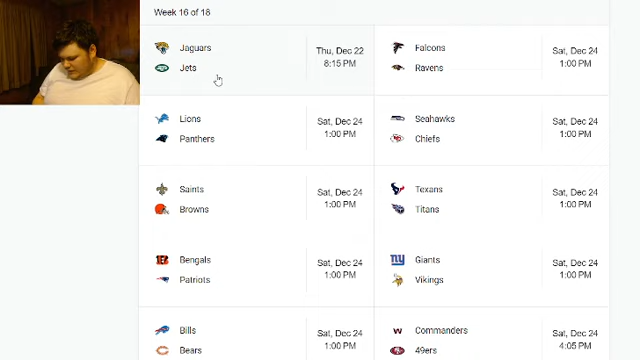 Week 16 of 18
Jaguars
Jets
Thu, Dec 22
8:15 PM
Falcons
Ravens
Sat, Dec 24
1:00 PM
Lions
Panthers
Sat, Dec 24
1:00 PM
Seahawks
Chiefs
Sat, Dec 24
1:00 PM
Saints
Browns
Sat, Dec 24
1:00 PM
Texans
Titans
Sat, Dec 24
1:00 PM
Bengals
Patriots
Sat, Dec 24
1:00 PM
Giants
Vikings
Sat, Dec 24
1:00 PM
Bills
Bears
Sat, Dec 24
1:00 PM
Commanders
49ers
Sat, Dec 24
4:05 PM